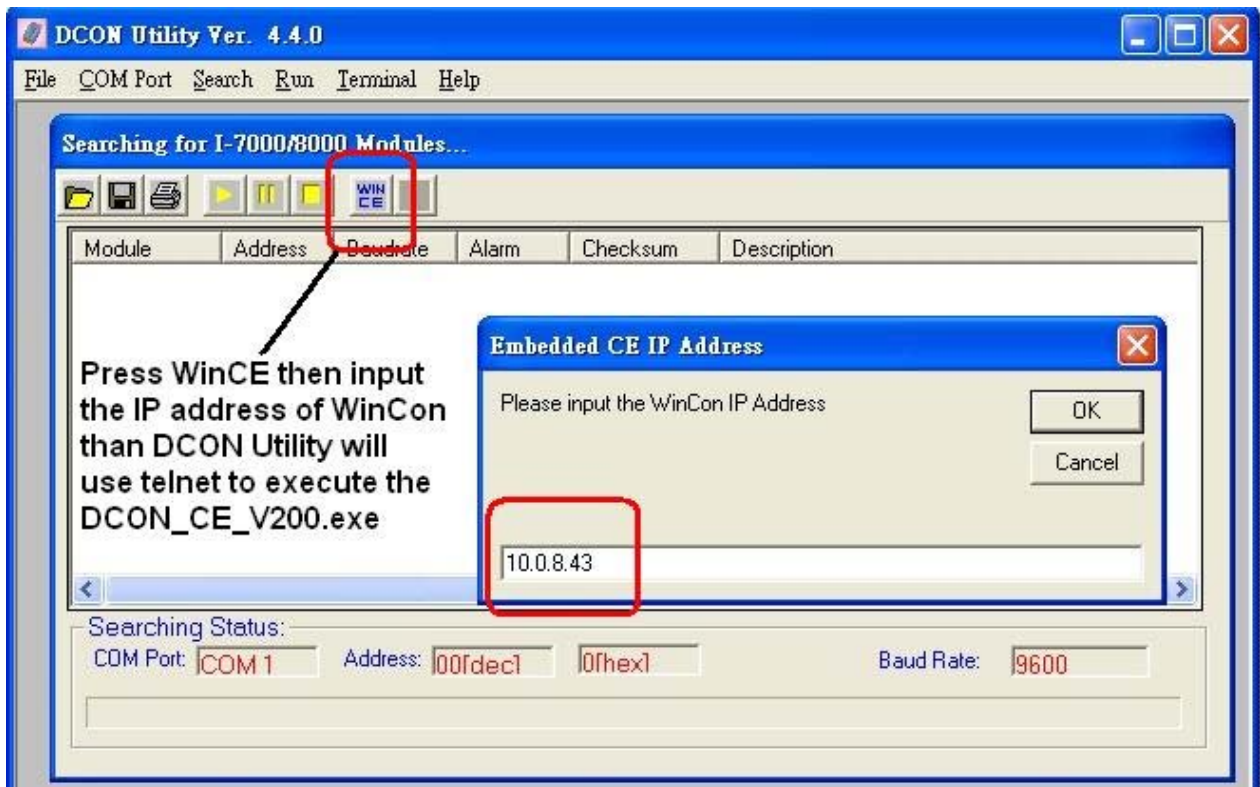 DCON Utility Ver. 4.4.0
File COM Port Search Run Terminal Help
Searching for I-7000/8000 Modules...
WIN
CE
Module Address Baudrate Alarm Checksum Description
Press WinCE then input
the IP address of WinCon
than DCON Utility will
use telnet to execute the
DCON_CE_V200.exe
Embedded CE IP Address
Please input the WinCon IP Address
OK
Cancel
10.0.8.43
Searching Status:
COM Port: COM 1 Address: 00[dec] 0[hex] Baud Rate: 9600